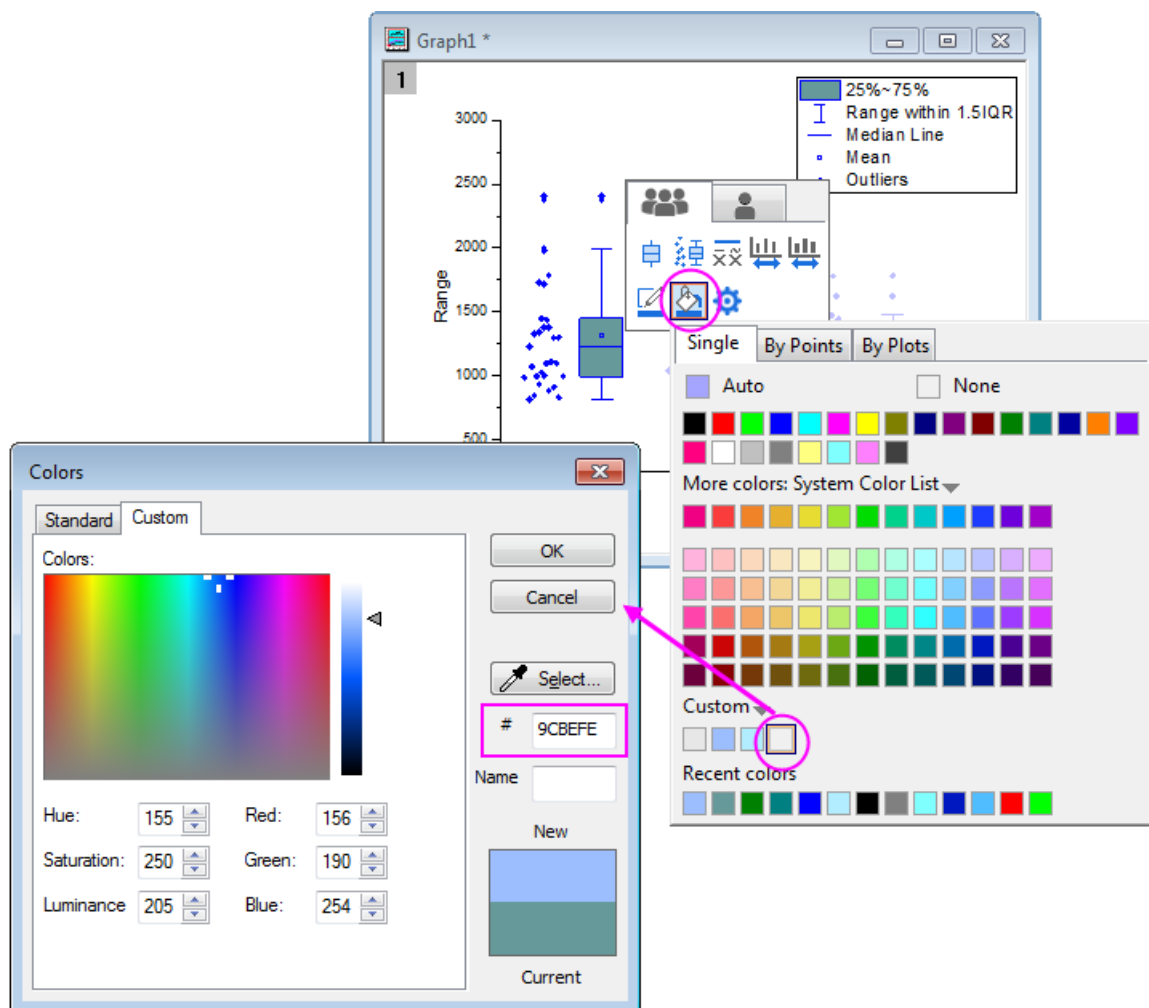 Graph1 *
1
25%~75%
Range within 1.5IQR
Median Line
Mean
Outliers
3000
2500
2000
1500
1000
500
Range
Single
By Points
By Plots
Auto
None
More colors: System Color List
Custom
Recent colors
Colors
Standard
Custom
Colors:
OK
Cancel
Select...
# 9CBEFE
Name
Hue: 155
Red: 156
Saturation: 250
Green: 190
Luminance 205
Blue: 254
New
Current